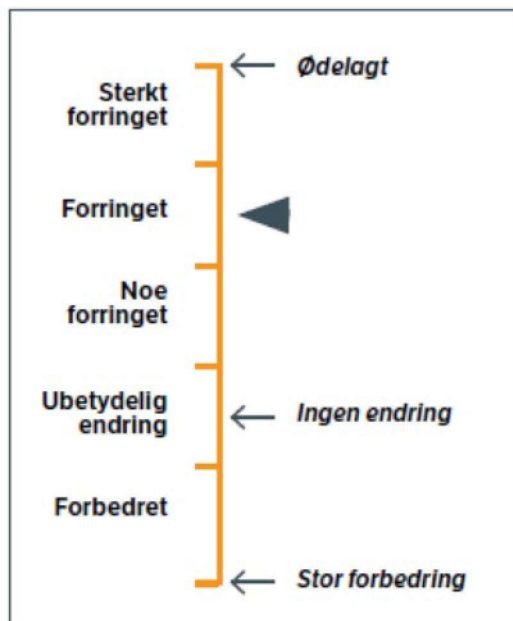 Ødelagt
Sterkt
forringet
Forringet
Noe
forringet
Ubetydelig
endring
Ingen endring
Forbedret
Stor forbedring